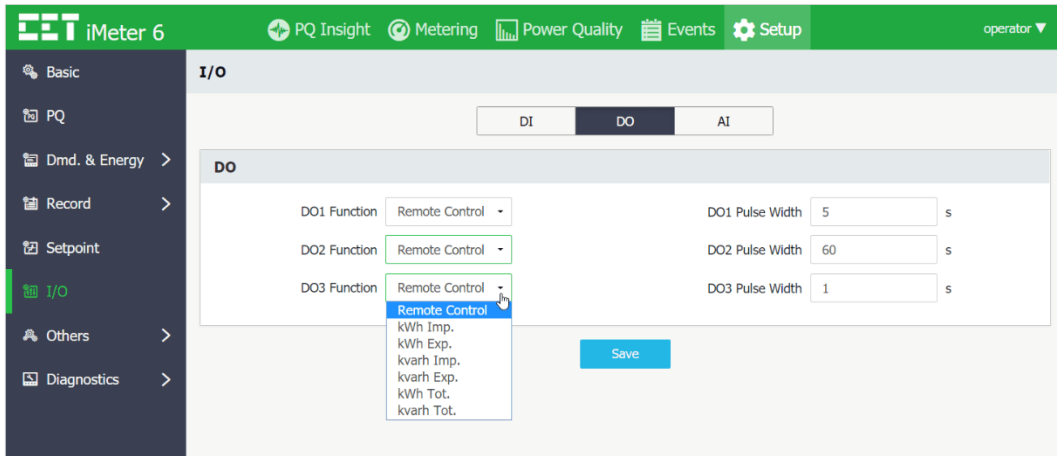 CET iMeter 6
PQ Insight Metering Power Quality Events Setup
operator ▼
Basic
PQ
Dmd. & Energy
Record
Setpoint
I/O
Others
Diagnostics
I/O
DI DO AI
DO
DO1 Function Remote Control DO1 Pulse Width 5 s
DO2 Function Remote Control DO2 Pulse Width 60 s
DO3 Function Remote Control DO3 Pulse Width 1 s
Remote Control
kWh Imp.
kWh Exp.
kvarh Imp.
kvarh Exp.
kWh Tot.
kvarh Tot.
Save